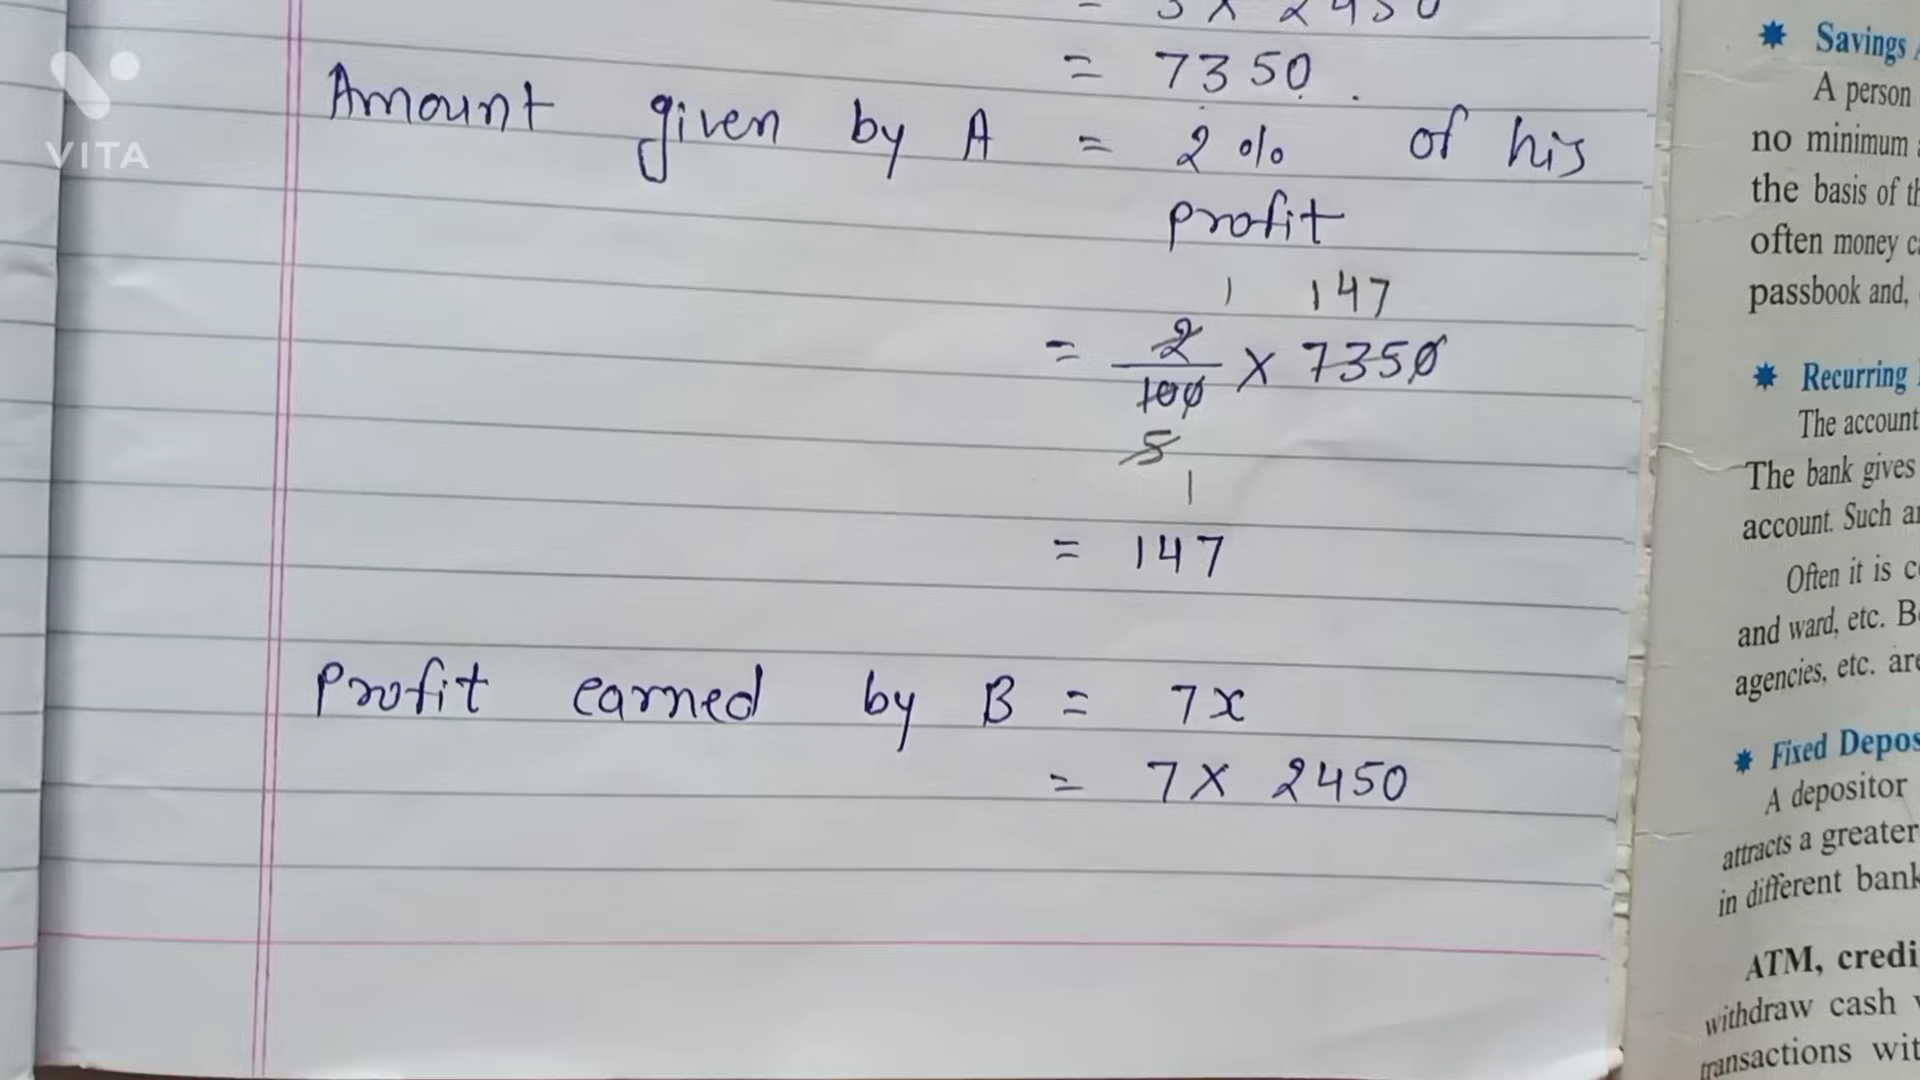 = 3 x 2450
= 7350.
Amount given by A = 2% of his
profit
1 147
= 2/100 x 7350
5
1
= 147
Profit earned by B = 7x
= 7 x 2450
VITA
✷ Savings
A person
no minimum
the basis of
often money
passbook and,
✷ Recurring
The account
The bank gives
account. Such
Often it is
and ward, etc.
agencies, etc. are
✷ Fixed
A depositor
attracts a greater
in different bank
ATM,
withdraw cash
transactions